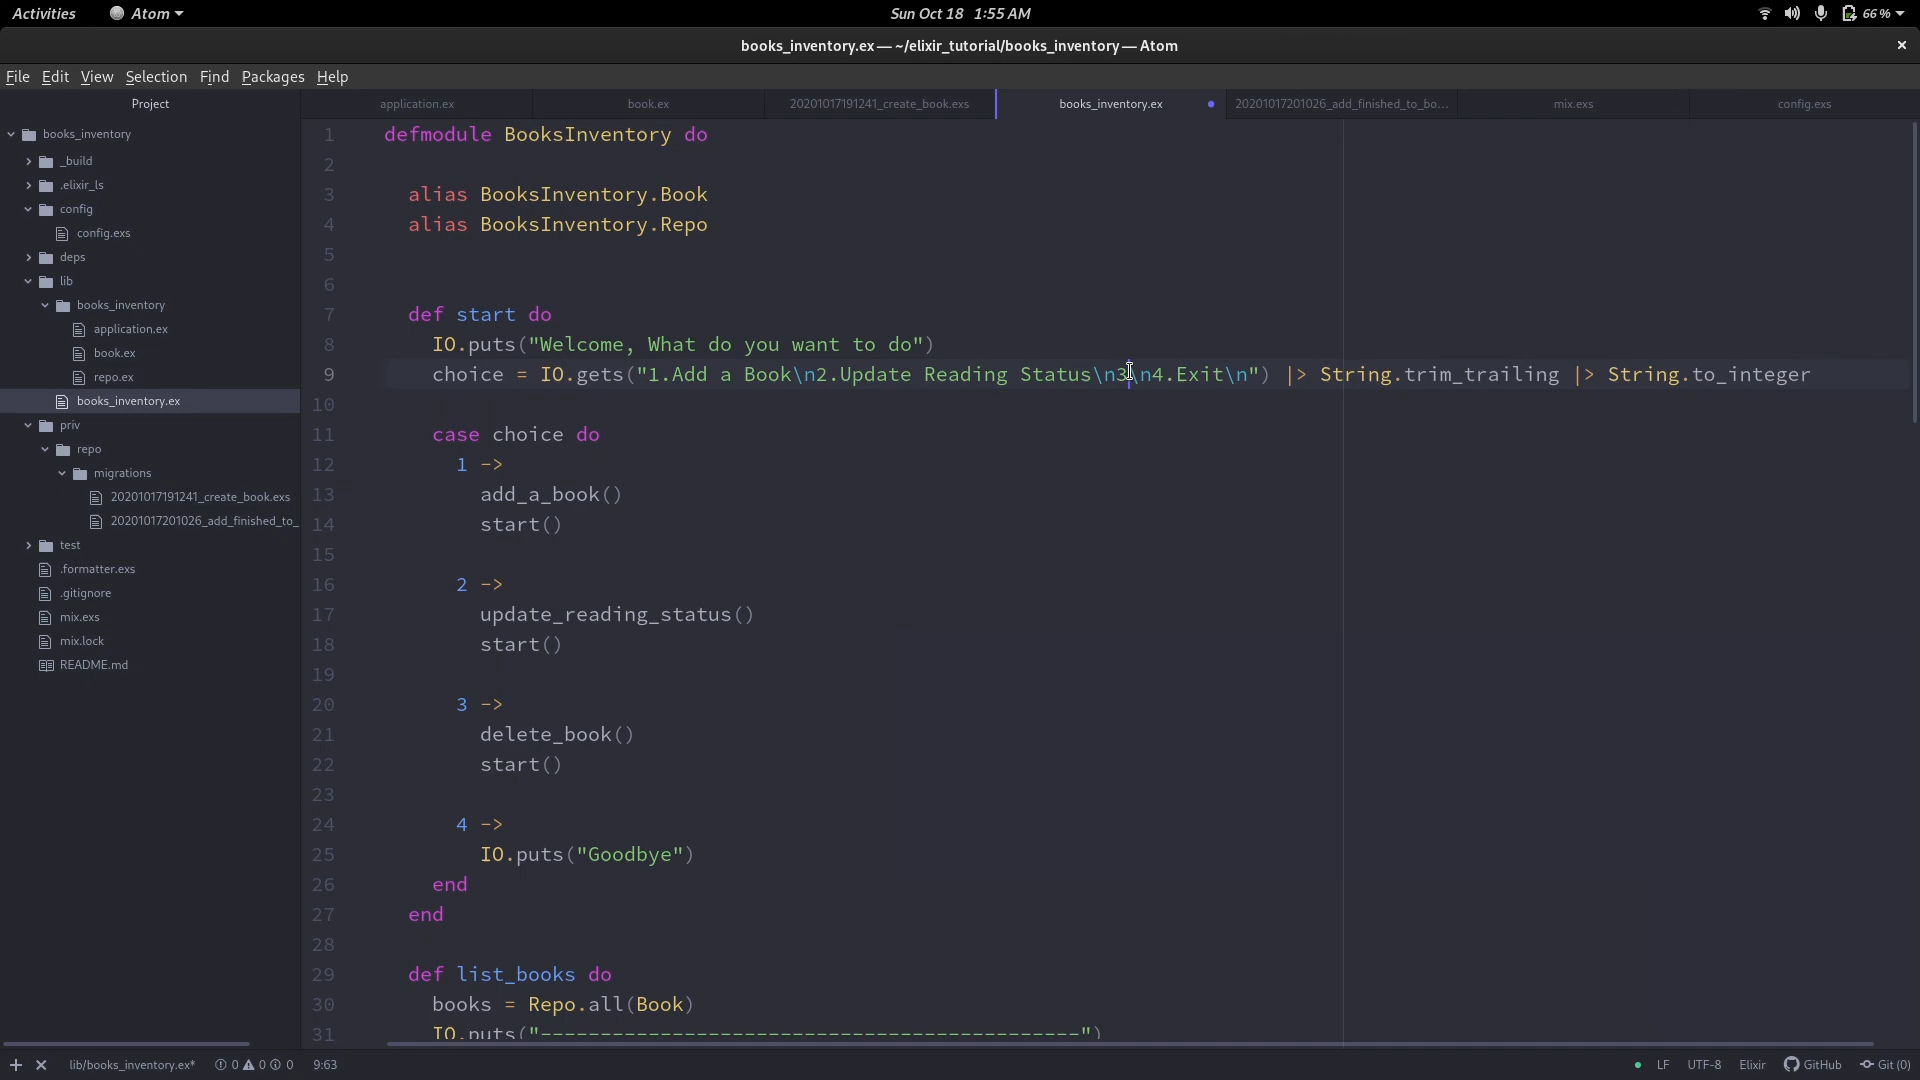 Activities Atom Sun Oct 18 1:55 AM 66 %
books_inventory.ex — ~/elixir_tutorial/books_inventory — Atom
File Edit View Selection Find Packages Help
Project application.ex book.ex 20201017191241_create_book.exs books_inventory.ex 20201017201026_add_finished_to_bo... mix.exs config.exs
books_inventory
_build
.elixir_ls
config
config.exs
deps
lib
books_inventory
application.ex
book.ex
repo.ex
books_inventory.ex
priv
repo
migrations
20201017191241_create_book.exs
20201017201026_add_finished_to_
test
.formatter.exs
.gitignore
mix.exs
mix.lock
README.md
1 defmodule BooksInventory do
2
3 alias BooksInventory.Book
4 alias BooksInventory.Repo
5
6
7 def start do
8 IO.puts("Welcome, What do you want to do")
9 choice = IO.gets("1.Add a Book\n2.Update Reading Status\n3\n4.Exit\n") |> String.trim_trailing |> String.to_integer
10
11 case choice do
12 1 ->
13 add_a_book()
14 start()
15
16 2 ->
17 update_reading_status()
18 start()
19
20 3 ->
21 delete_book()
22 start()
23
24 4 ->
25 IO.puts("Goodbye")
26 end
27 end
28
29 def list_books do
30 books = Repo.all(Book)
31 IO.puts("---------------------------------------------")
lib/books_inventory.ex* 0 0 0 9:63 LF UTF-8 Elixir GitHub Git (0)